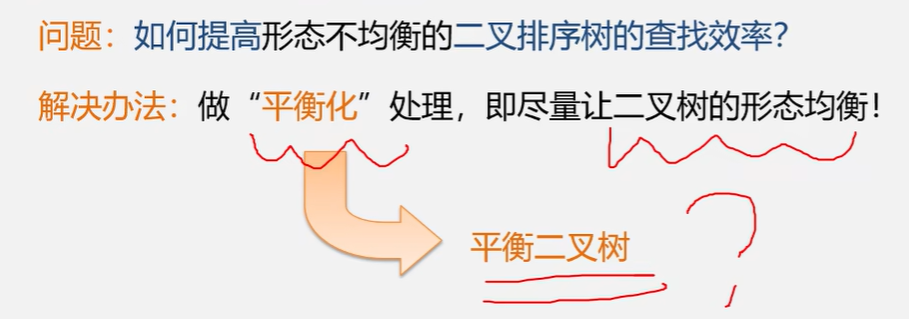 问题：如何提高形态不均衡的二叉排序树的查找效率？
解决办法：做“平衡化”处理，即尽量让二叉树的形态均衡！
平衡二叉树
？